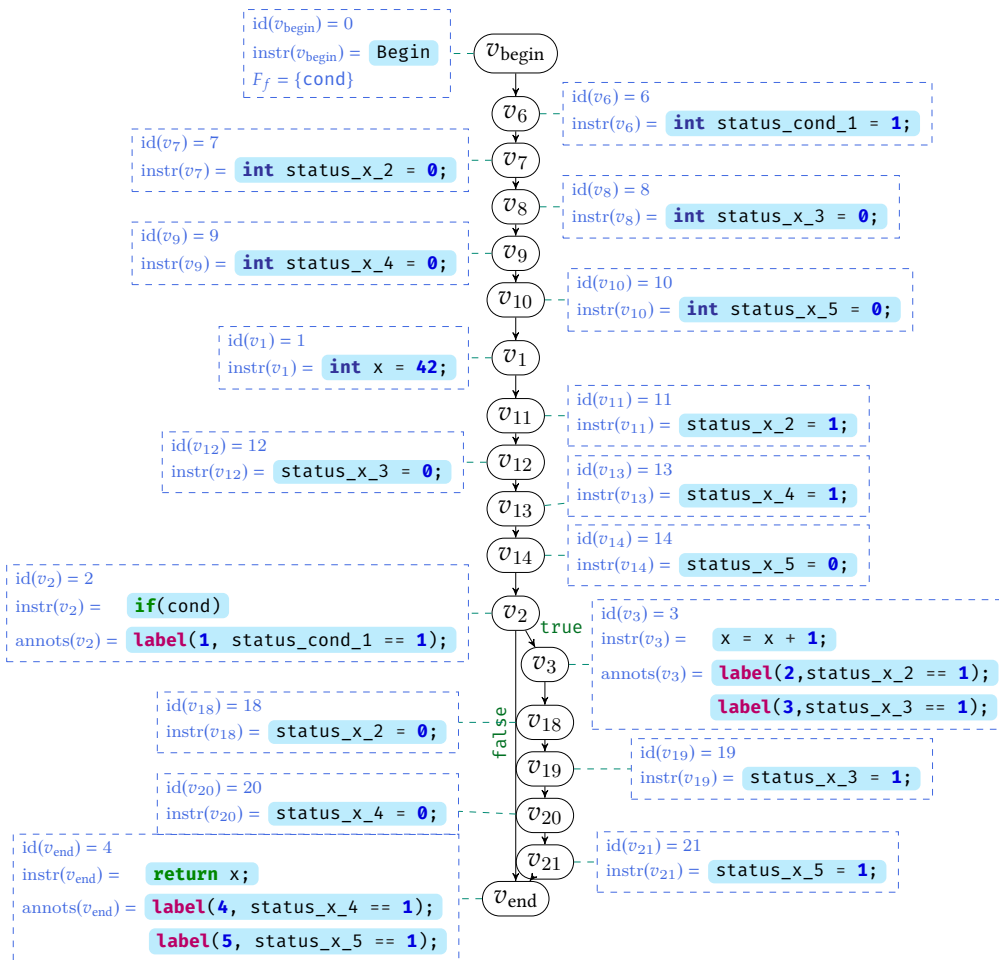 id(v_begin) = 0
instr(v_begin) = Begin
F_f = {cond}
v_begin
id(v_6) = 6
instr(v_6) = int status_cond_1 = 1;
v_6
id(v_7) = 7
instr(v_7) = int status_x_2 = 0;
v_7
id(v_8) = 8
instr(v_8) = int status_x_3 = 0;
v_8
id(v_9) = 9
instr(v_9) = int status_x_4 = 0;
v_9
id(v_10) = 10
instr(v_10) = int status_x_5 = 0;
v_10
id(v_1) = 1
instr(v_1) = int x = 42;
v_1
id(v_11) = 11
instr(v_11) = status_x_2 = 1;
v_11
id(v_12) = 12
instr(v_12) = status_x_3 = 0;
v_12
id(v_13) = 13
instr(v_13) = status_x_4 = 1;
v_13
id(v_14) = 14
instr(v_14) = status_x_5 = 0;
v_14
id(v_2) = 2
instr(v_2) = if(cond)
annots(v_2) = label(1, status_cond_1 == 1);
v_2
true
false
id(v_3) = 3
instr(v_3) = x = x + 1;
annots(v_3) = label(2,status_x_2 == 1);
label(3,status_x_3 == 1);
v_3
id(v_18) = 18
instr(v_18) = status_x_2 = 0;
v_18
id(v_19) = 19
instr(v_19) = status_x_3 = 1;
v_19
id(v_20) = 20
instr(v_20) = status_x_4 = 0;
v_20
id(v_21) = 21
instr(v_21) = status_x_5 = 1;
v_21
id(v_end) = 4
instr(v_end) = return x;
annots(v_end) = label(4, status_x_4 == 1);
label(5, status_x_5 == 1);
v_end